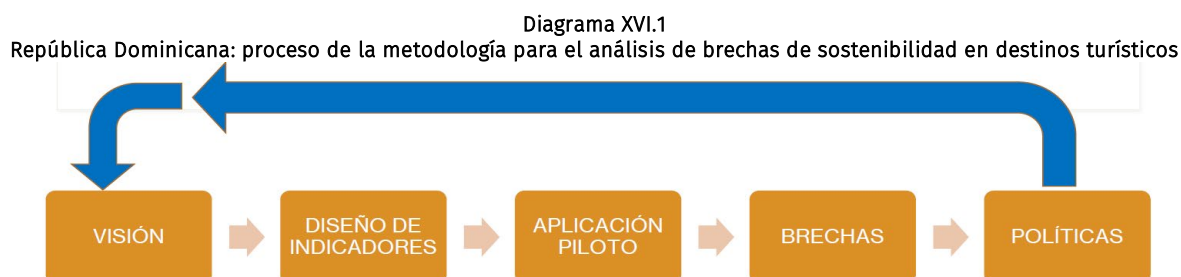 Diagrama XVI.1
República Dominicana: proceso de la metodología para el análisis de brechas de sostenibilidad en destinos turísticos
VISIÓN
DISEÑO DE
INDICADORES
APLICACIÓN
PILOTO
BRECHAS
POLÍTICAS